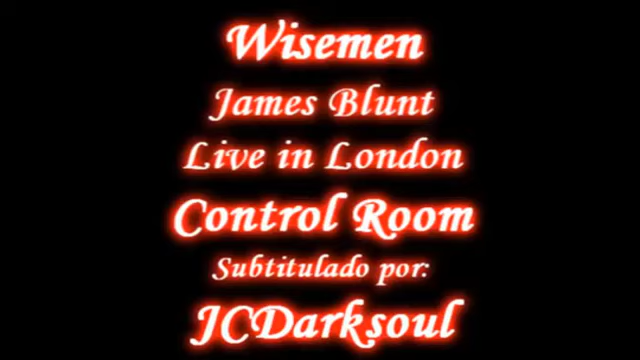 Wisemen
James Blunt
Live in London
Control Room
Subtitulado por:
JCDarksoul